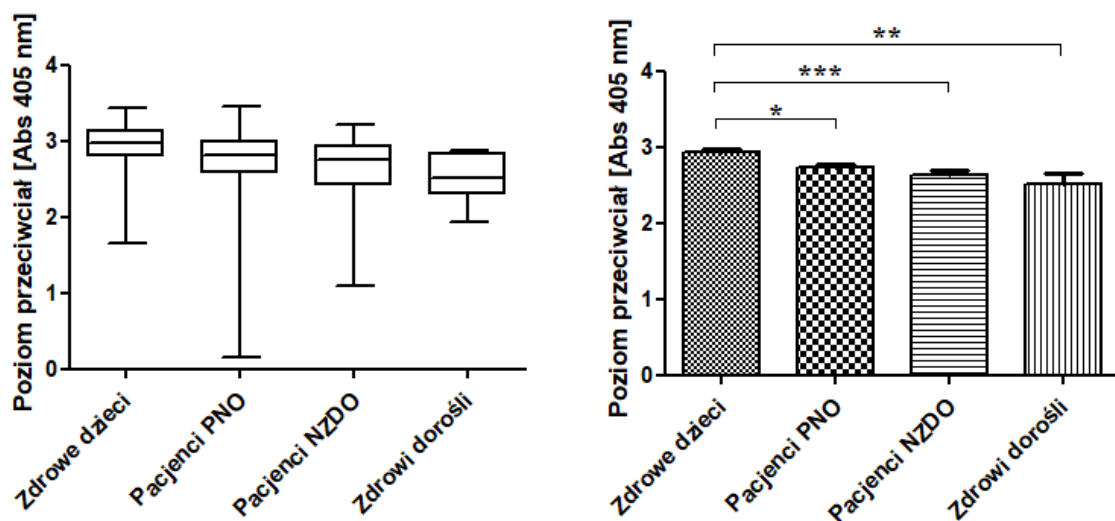 Poziom przeciwciał [Abs 405 nm]
4
3
2
1
0
Zdrowe dzieci
Pacjenci PNO
Pacjenci NZDO
Zdrowi dorośli
Poziom przeciwciał [Abs 405 nm]
4
3
2
1
0
**
***
*
Zdrowe dzieci
Pacjenci PNO
Pacjenci NZDO
Zdrowi dorośli